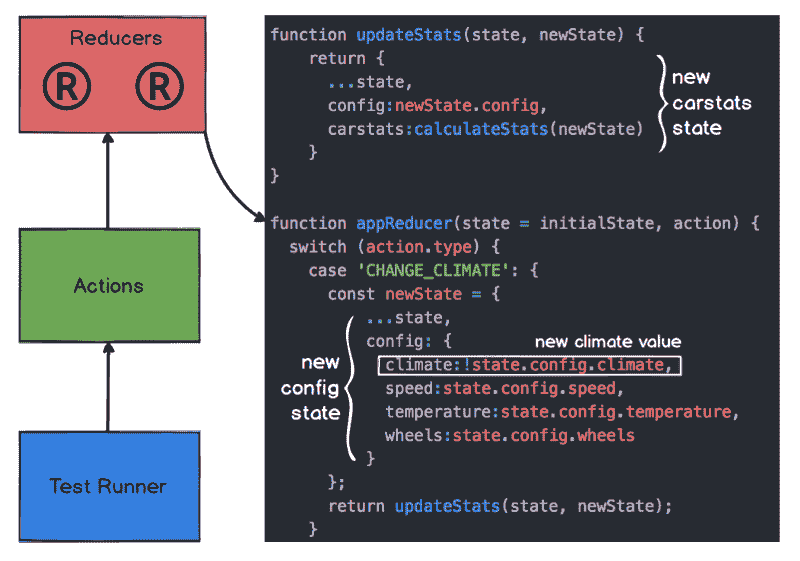 Reducers
® ®
Actions
Test Runner
function updateStats(state, newState) {
return {
...state,
config:newState.config,
carstats:calculateStats(newState)
}
}
new
carstats
state
function appReducer(state = initialState, action) {
switch (action.type) {
case 'CHANGE_CLIMATE': {
const newState = {
...state,
config: {
new climate value
climate:!state.config.climate,
speed:state.config.speed,
temperature:state.config.temperature,
wheels:state.config.wheels
}
new
config
state
};
return updateStats(state, newState);
}